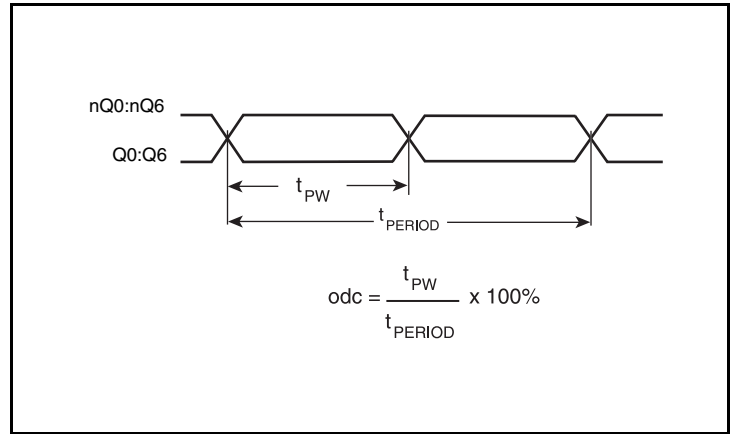 nQ0:nQ6
Q0:Q6
tPW
tPERIOD
odc = tPW / tPERIOD x 100%